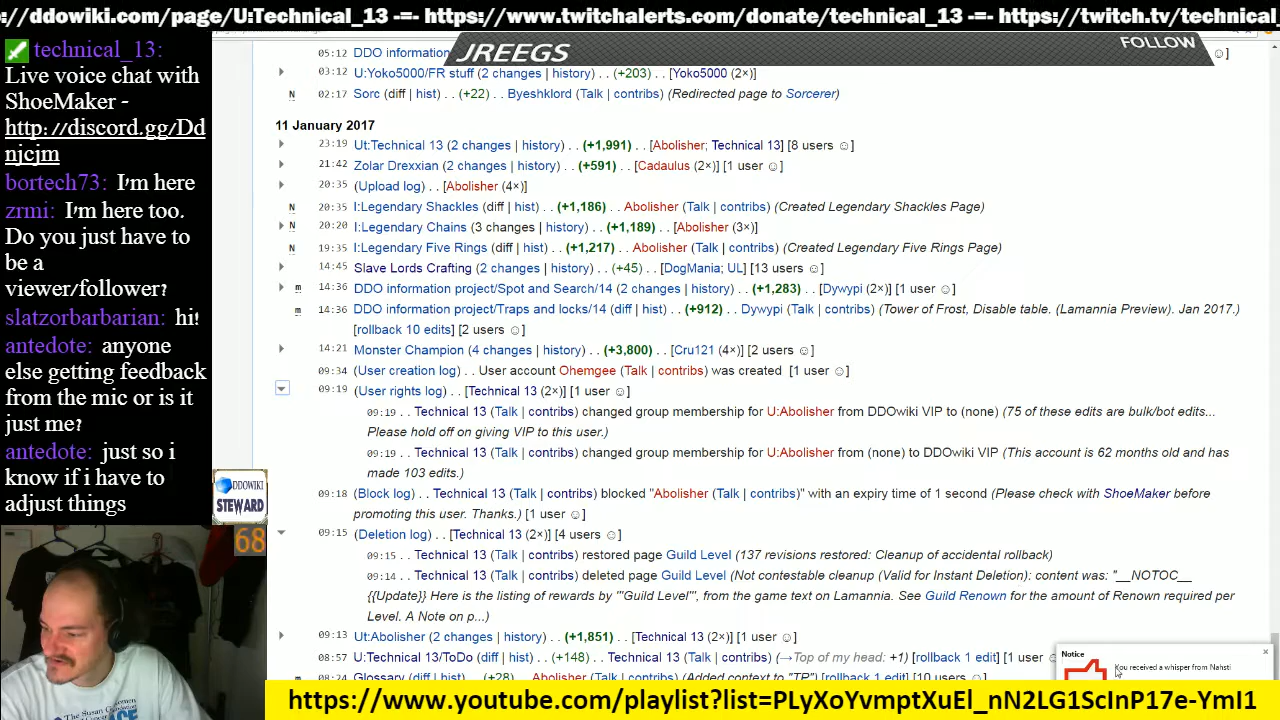 /ddowiki.com/page/U:Technical_13 -=- https://www.twitchalerts.com/donate/technical_13 -=- https://twitch.tv/technical_
technical_13:
Live voice chat with
ShoeMaker -
http://discord.gg/Dd
njcjm
bortech73: I'm here
zrmi: I'm here too.
Do you just have to
be a
viewer/follower?
slatzorbarbarian: hi!
antedote: anyone
else getting feedback
from the mic or is it
just me?
antedote: just so i
know if i have to
adjust things
DDOWIKI
STEWARD
68
JREEGS
FOLLOW
05:12 DDO information
03:12 U:Yoko5000/FR stuff (2 changes | history) . . (+203) . . [Yoko5000 (2×)]
N 02:17 Sorc (diff | hist) . . (+22) . . Byeshklord (Talk | contribs) (Redirected page to Sorcerer)
11 January 2017
23:19 Ut:Technical 13 (2 changes | history) . . (+1,991) . . [Abolisher; Technical 13] [8 users ☺]
21:42 Zolar Drexxian (2 changes | history) . . (+591) . . [Cadaulus (2×)] [1 user ☺]
20:35 (Upload log) . . [Abolisher (4×)]
N 20:35 I:Legendary Shackles (diff | hist) . . (+1,186) . . Abolisher (Talk | contribs) (Created Legendary Shackles Page)
N 20:20 I:Legendary Chains (3 changes | history) . . (+1,189) . . [Abolisher (3×)]
N 19:35 I:Legendary Five Rings (diff | hist) . . (+1,217) . . Abolisher (Talk | contribs) (Created Legendary Five Rings Page)
14:45 Slave Lords Crafting (2 changes | history) . . (+45) . . [DogMania; UL] [13 users ☺]
m 14:36 DDO information project/Spot and Search/14 (2 changes | history) . . (+1,283) . . [Dywypi (2×)] [1 user ☺]
m 14:36 DDO information project/Traps and locks/14 (diff | hist) . . (+912) . . Dywypi (Talk | contribs) (Tower of Frost, Disable table. (Lamannia Preview). Jan 2017.)
[rollback 10 edits] [2 users ☺]
14:21 Monster Champion (4 changes | history) . . (+3,800) . . [Cru121 (4×)] [2 users ☺]
09:34 (User creation log) . . User account Ohemgee (Talk | contribs) was created [1 user ☺]
09:19 (User rights log) . . [Technical 13 (2×)] [1 user ☺]
09:19 . . Technical 13 (Talk | contribs) changed group membership for U:Abolisher from DDOwiki VIP to (none) (75 of these edits are bulk/bot edits...
Please hold off on giving VIP to this user.)
09:19 . . Technical 13 (Talk | contribs) changed group membership for U:Abolisher from (none) to DDOwiki VIP (This account is 62 months old and has
made 103 edits.)
09:18 (Block log) . . Technical 13 (Talk | contribs) blocked "Abolisher (Talk | contribs)" with an expiry time of 1 second (Please check with ShoeMaker before
promoting this user. Thanks.) [1 user ☺]
09:15 (Deletion log) . . [Technical 13 (2×)] [4 users ☺]
09:15 . . Technical 13 (Talk | contribs) restored page Guild Level (137 revisions restored: Cleanup of accidental rollback)
09:14 . . Technical 13 (Talk | contribs) deleted page Guild Level (Not contestable cleanup (Valid for Instant Deletion): content was: "__NOTOC__
{{Update}} Here is the listing of rewards by '''Guild Level''', from the game text on Lamannia. See Guild Renown for the amount of Renown required per
Level. A Note on p...)
09:13 Ut:Abolisher (2 changes | history) . . (+1,851) . . [Technical 13 (2×)] [1 user ☺]
08:57 U:Technical 13/ToDo (diff | hist) . . (+148) . . Technical 13 (Talk | contribs) (→Top of my head: +1) [rollback 1 edit] [1 user
08:24 Glossary (diff | hist) . . (+28) . . Abolisher (Talk | contribs) (Added context to "TP") [rollback 1 edit] [10 users ☺]
Notice
You received a whisper from Nahsti
https://www.youtube.com/playlist?list=PLyXoYvmptXuEl_nN2LG1ScInP17e-YmI1